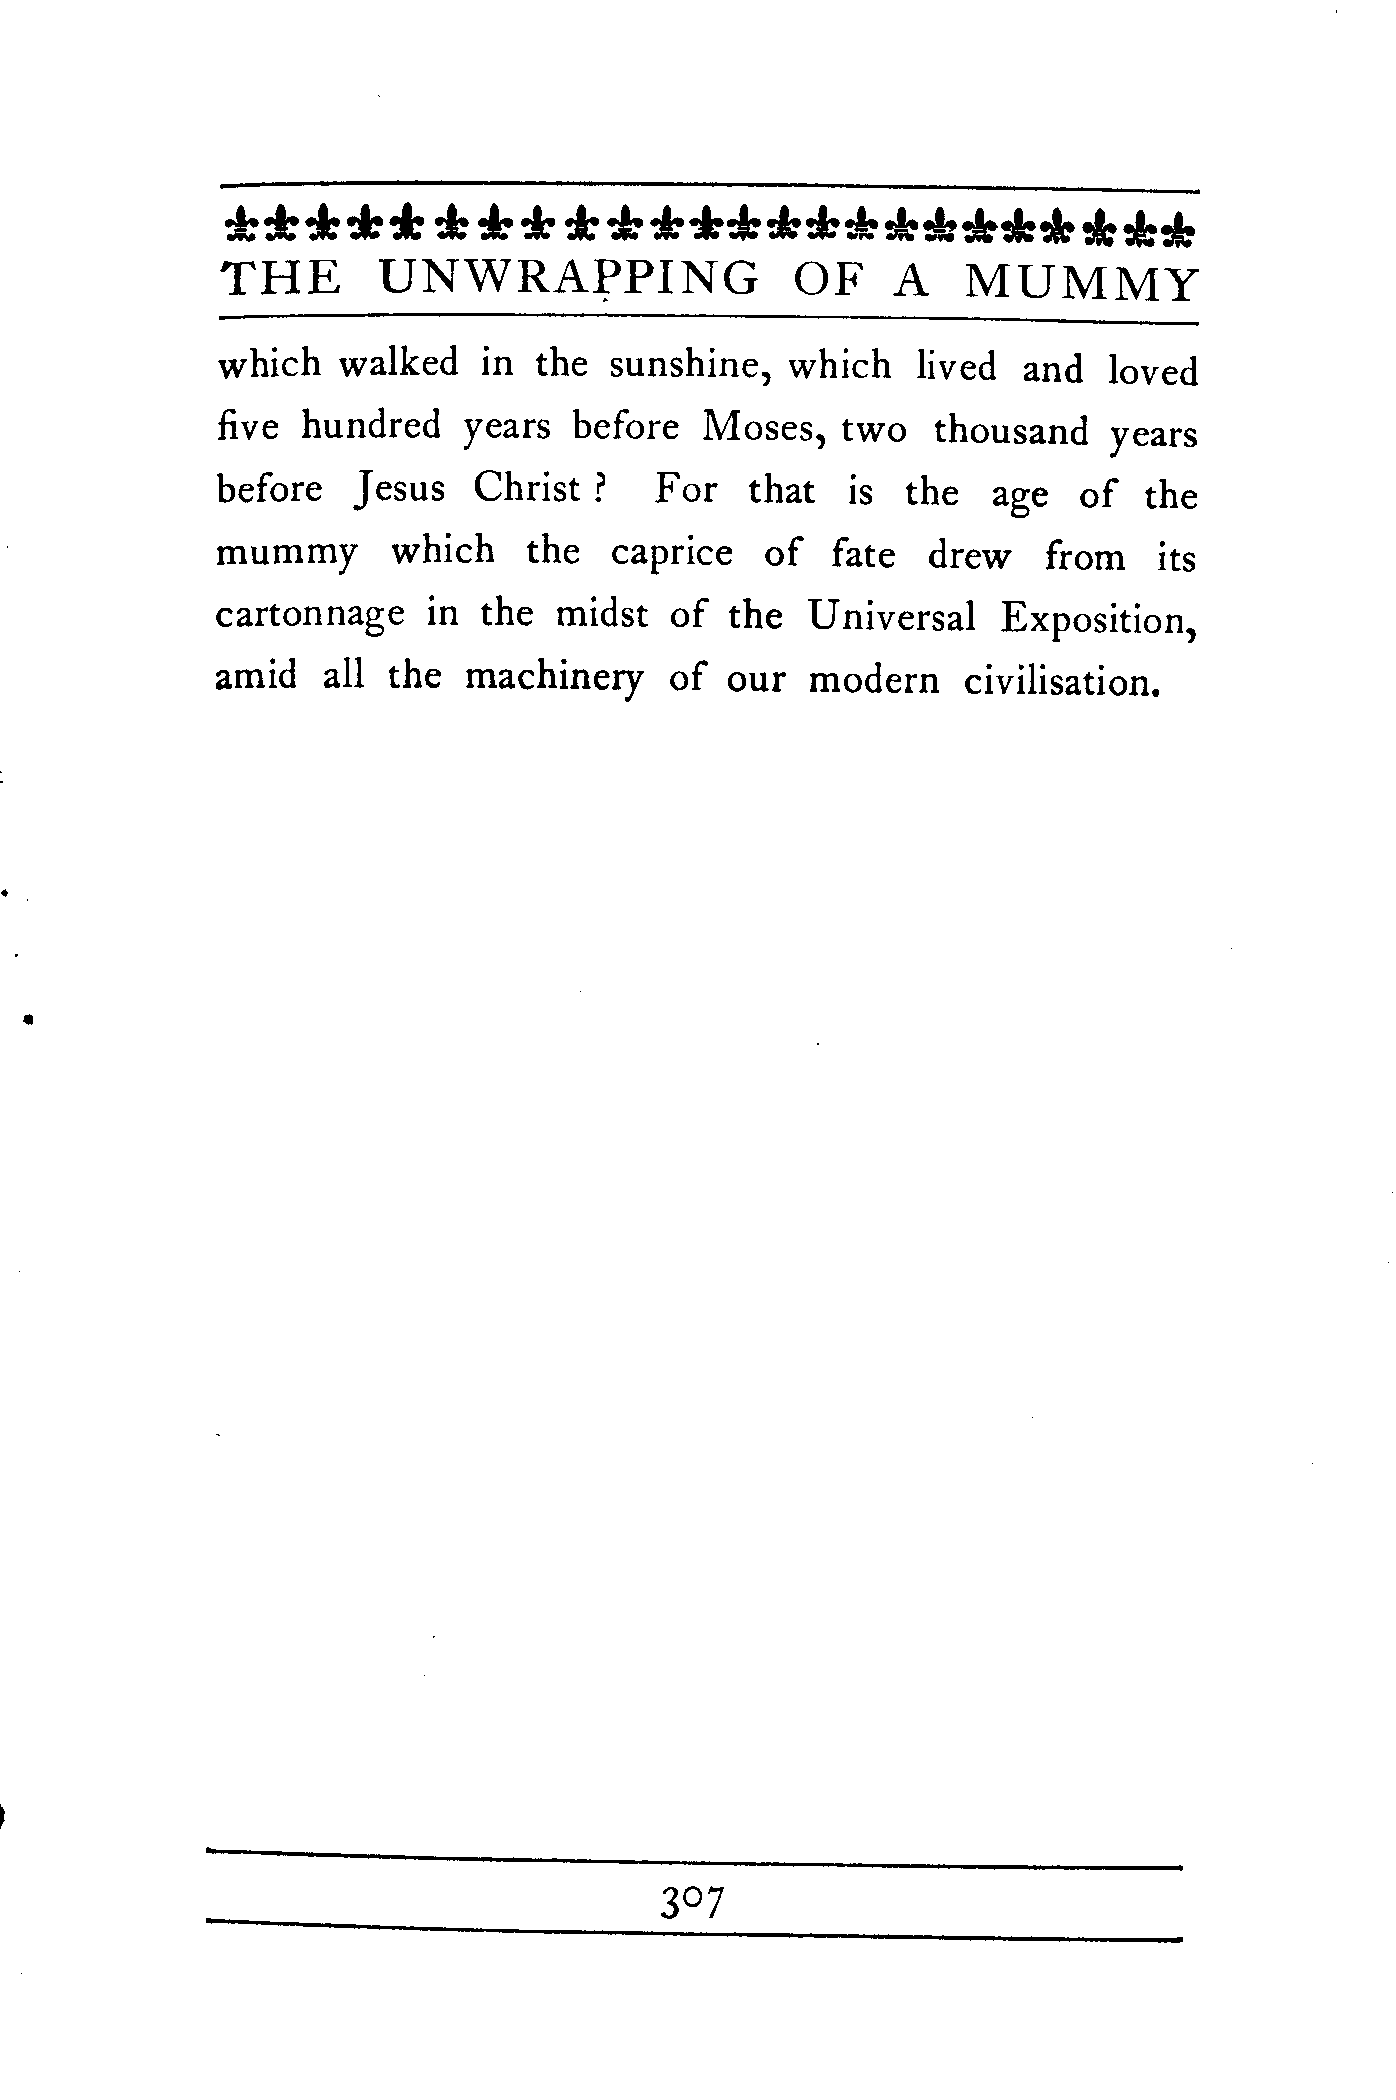 THE UNWRAPPING OF A MUMMY
which walked in the sunshine, which lived and loved
five hundred years before Moses, two thousand years
before Jesus Christ ? For that is the age of the
mummy which the caprice of fate drew from its
cartonnage in the midst of the Universal Exposition,
amid all the machinery of our modern civilisation.
307